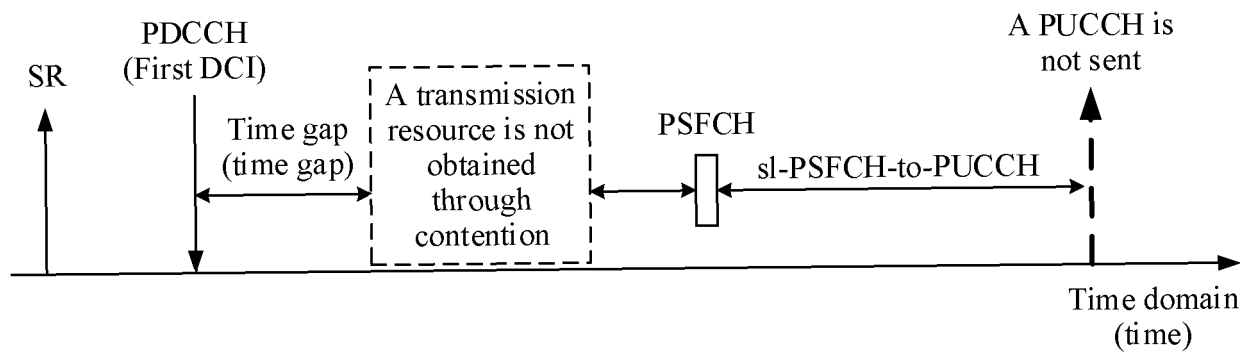 SR
PDCCH
(First DCI)
Time gap
(time gap)
A transmission
resource is not
obtained
through
contention
PSFCH
sl-PSFCH-to-PUCCH
A PUCCH is
not sent
Time domain
(time)